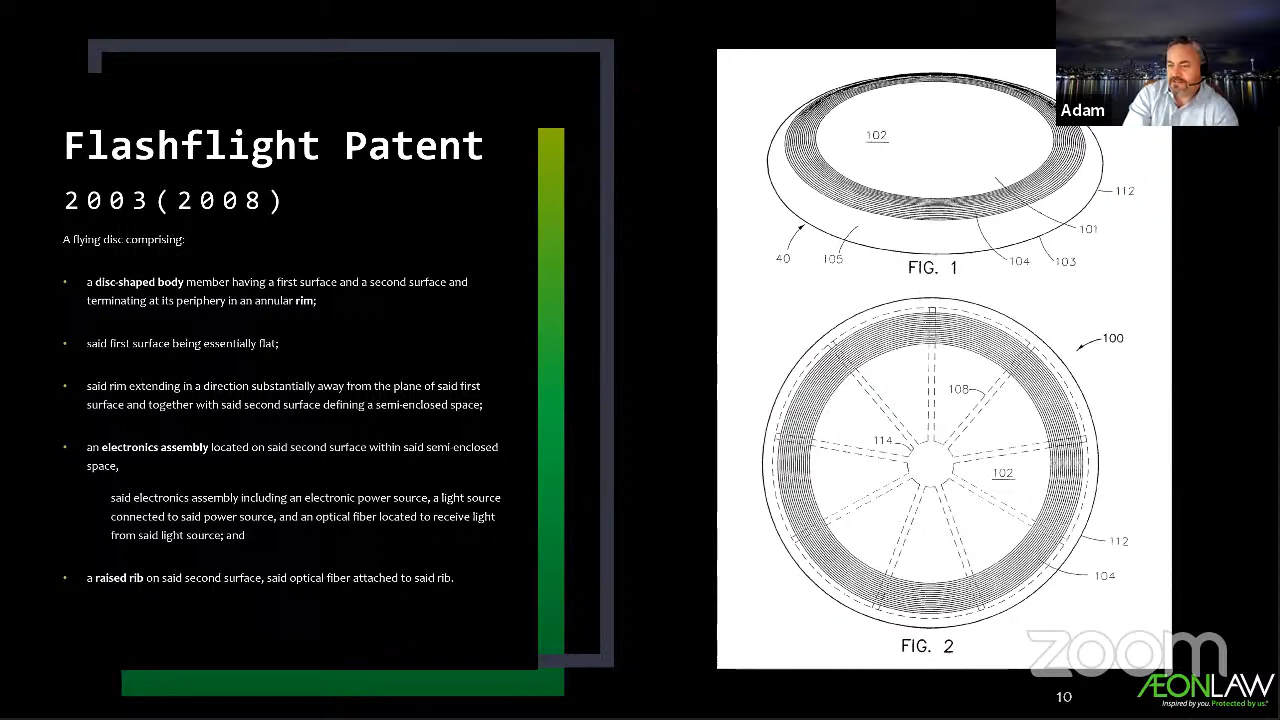 Flashflight Patent
2003(2008)
A flying disc comprising:
• a disc-shaped body member having a first surface and a second surface and
terminating at its periphery in an annular rim;
• said first surface being essentially flat;
• said rim extending in a direction substantially away from the plane of said first
surface and together with said second surface defining a semi-enclosed space;
• an electronics assembly located on said second surface within said semi-enclosed
space,
said electronics assembly including an electronic power source, a light source
connected to said power source, and an optical fiber located to receive light
from said light source; and
• a raised rib on said second surface, said optical fiber attached to said rib.
102
112
101
40
105
104
103
FIG. 1
100
108
114
102
112
104
FIG. 2
Adam
zoom
10
ÆONLAW
Inspired by you. Protected by us.®